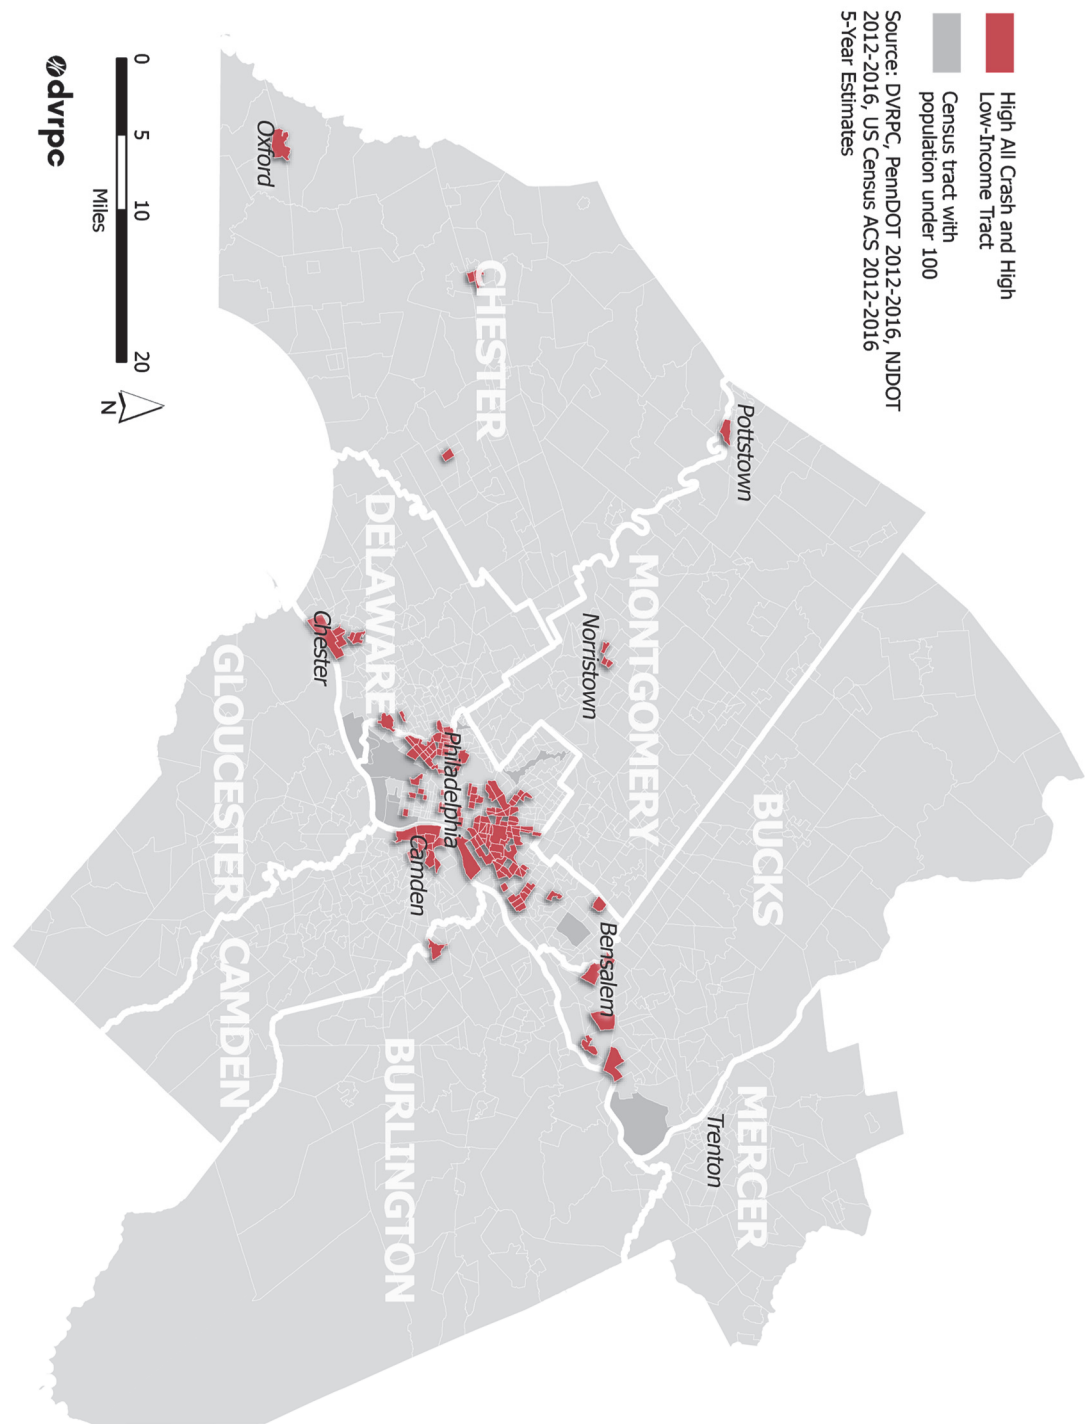 High All Crash and High
Low-Income Tract
Census tract with
population under 100
Source: DVRPC, PennDOT 2012-2016, NJDOT
2012-2016, US Census ACS 2012-2016
5-Year Estimates
Pottstown
BUCKS
MERCER
Trenton
MONTGOMERY
Norristown
Bensalem
CHESTER
Philadelphia
Camden
DELAWARE
BURLINGTON
Chester
Oxford
GLOUCESTER
CAMDEN
0 5 10 20
Miles
N
dvrpc